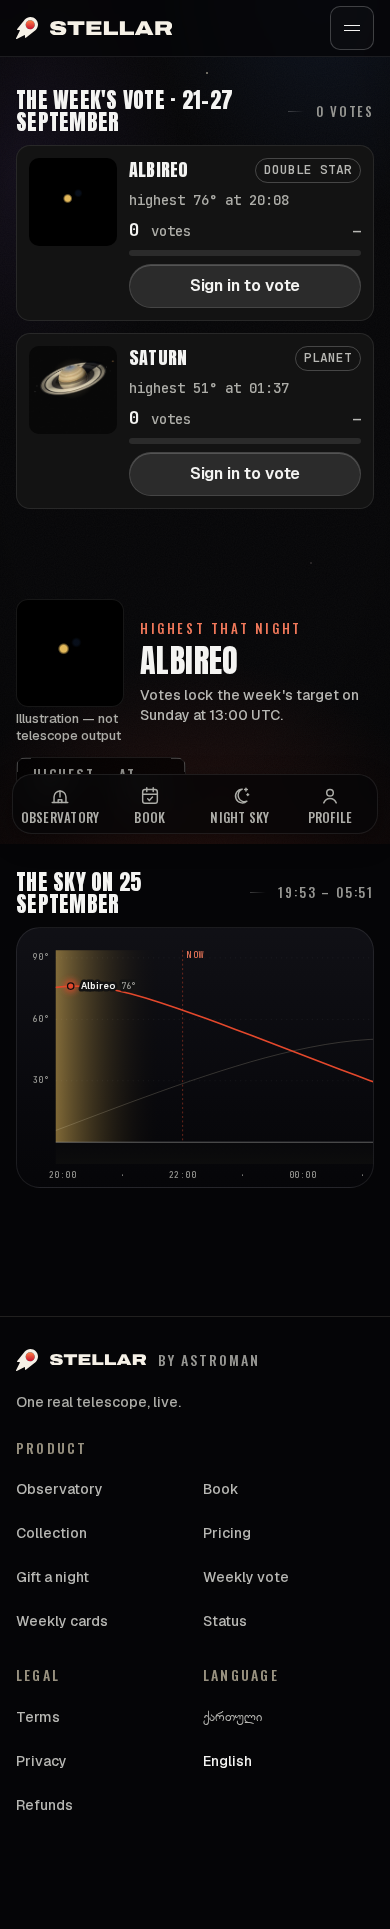 STELLAR
THE WEEK'S VOTE · 21–27
SEPTEMBER
0 VOTES
ALBIREO
DOUBLE STAR
highest 76° at 20:08
0 votes
—
Sign in to vote
SATURN
PLANET
highest 51° at 01:37
0 votes
—
Sign in to vote
HIGHEST THAT NIGHT
ALBIREO
Votes lock the week's target on
Sunday at 13:00 UTC.
Illustration — not
telescope output
HIGHEST AT
OBSERVATORY
BOOK
NIGHT SKY
PROFILE
THE SKY ON 25
SEPTEMBER
19:53 – 05:51
90°
NOW
Albireo 76°
60°
30°
20:00 · 22:00 · 00:00 ·
STELLAR BY ASTROMAN
One real telescope, live.
PRODUCT
Observatory
Book
Collection
Pricing
Gift a night
Weekly vote
Weekly cards
Status
LEGAL
LANGUAGE
Terms
ქართული
Privacy
English
Refunds